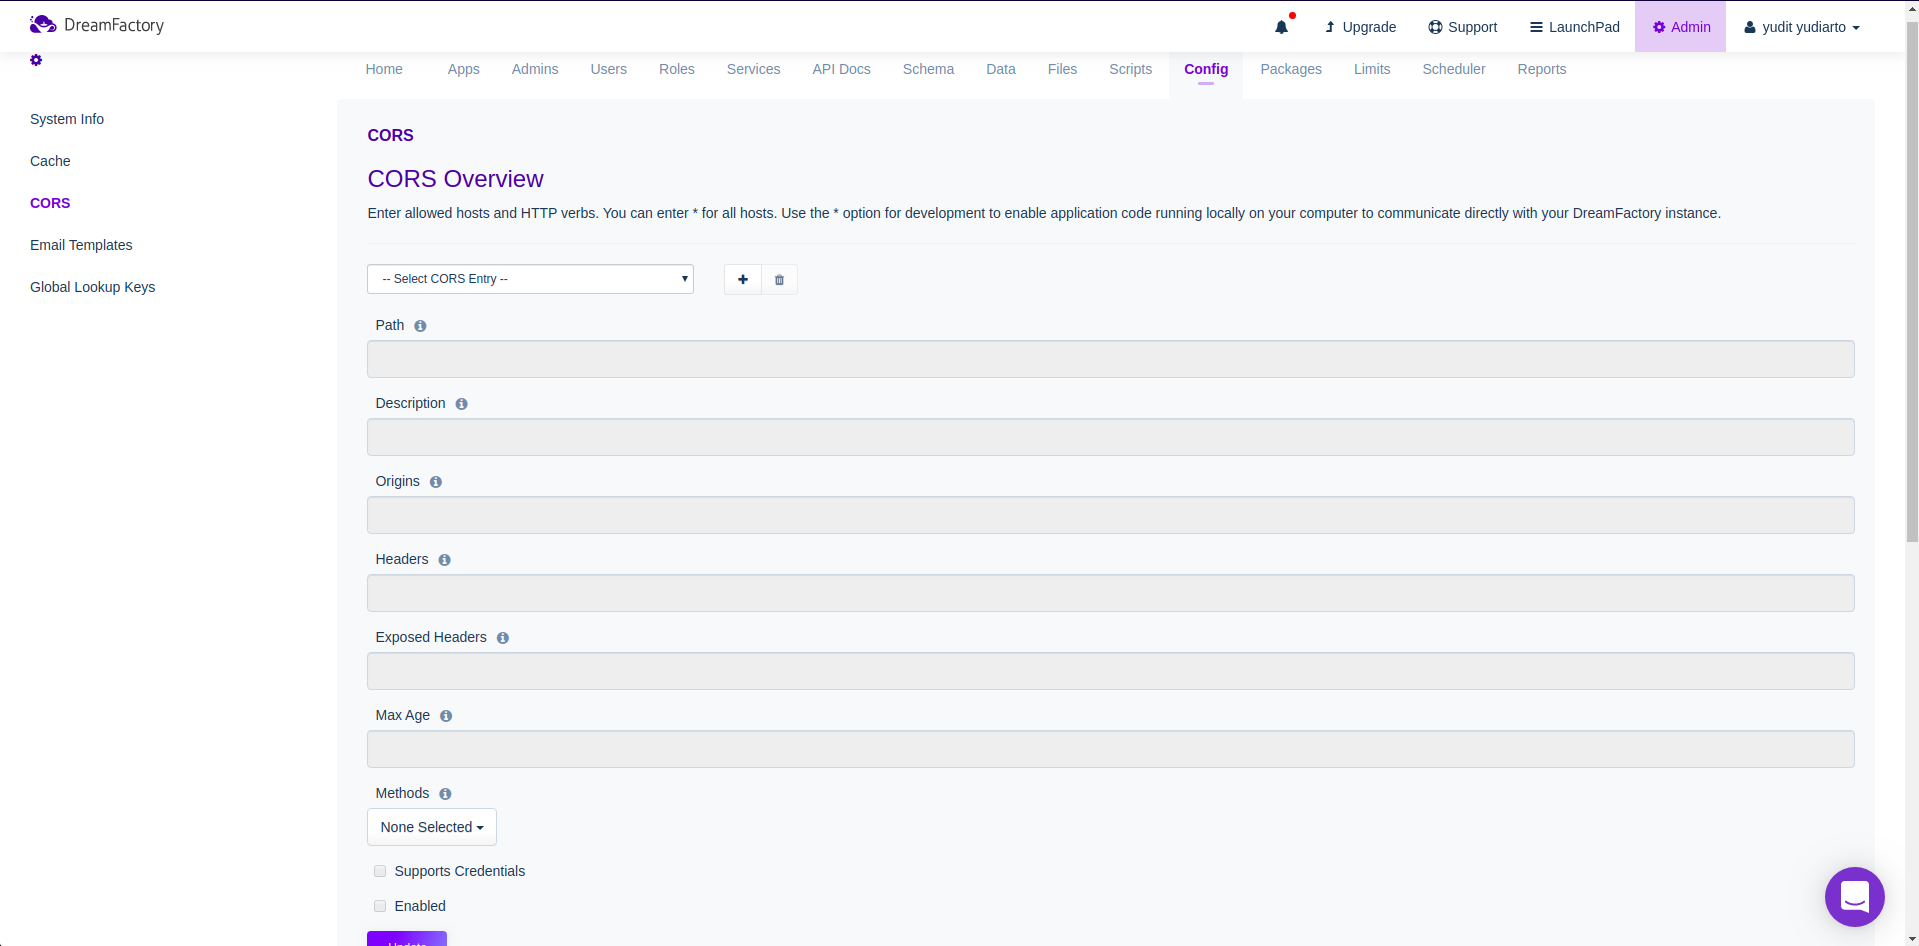 DreamFactory
Upgrade
Support
LaunchPad
Admin
yudit yudiarto
Home
Apps
Admins
Users
Roles
Services
API Docs
Schema
Data
Files
Scripts
Config
Packages
Limits
Scheduler
Reports
System Info
Cache
CORS
Email Templates
Global Lookup Keys
CORS
CORS Overview
Enter allowed hosts and HTTP verbs. You can enter * for all hosts. Use the * option for development to enable application code running locally on your computer to communicate directly with your DreamFactory instance.
-- Select CORS Entry --
Path
Description
Origins
Headers
Exposed Headers
Max Age
Methods
None Selected
Supports Credentials
Enabled
Update